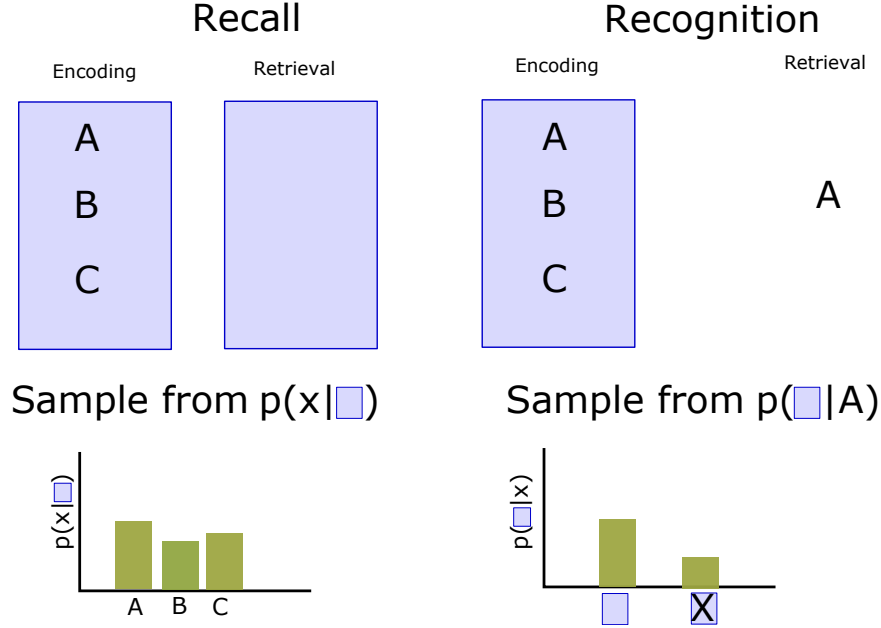 Recall
Encoding
Retrieval
A
B
C
Sample from p(x| )
p(x| )
A B C
Recognition
Encoding
Retrieval
A
B
C
A
Sample from p( |A)
p( |x)
X